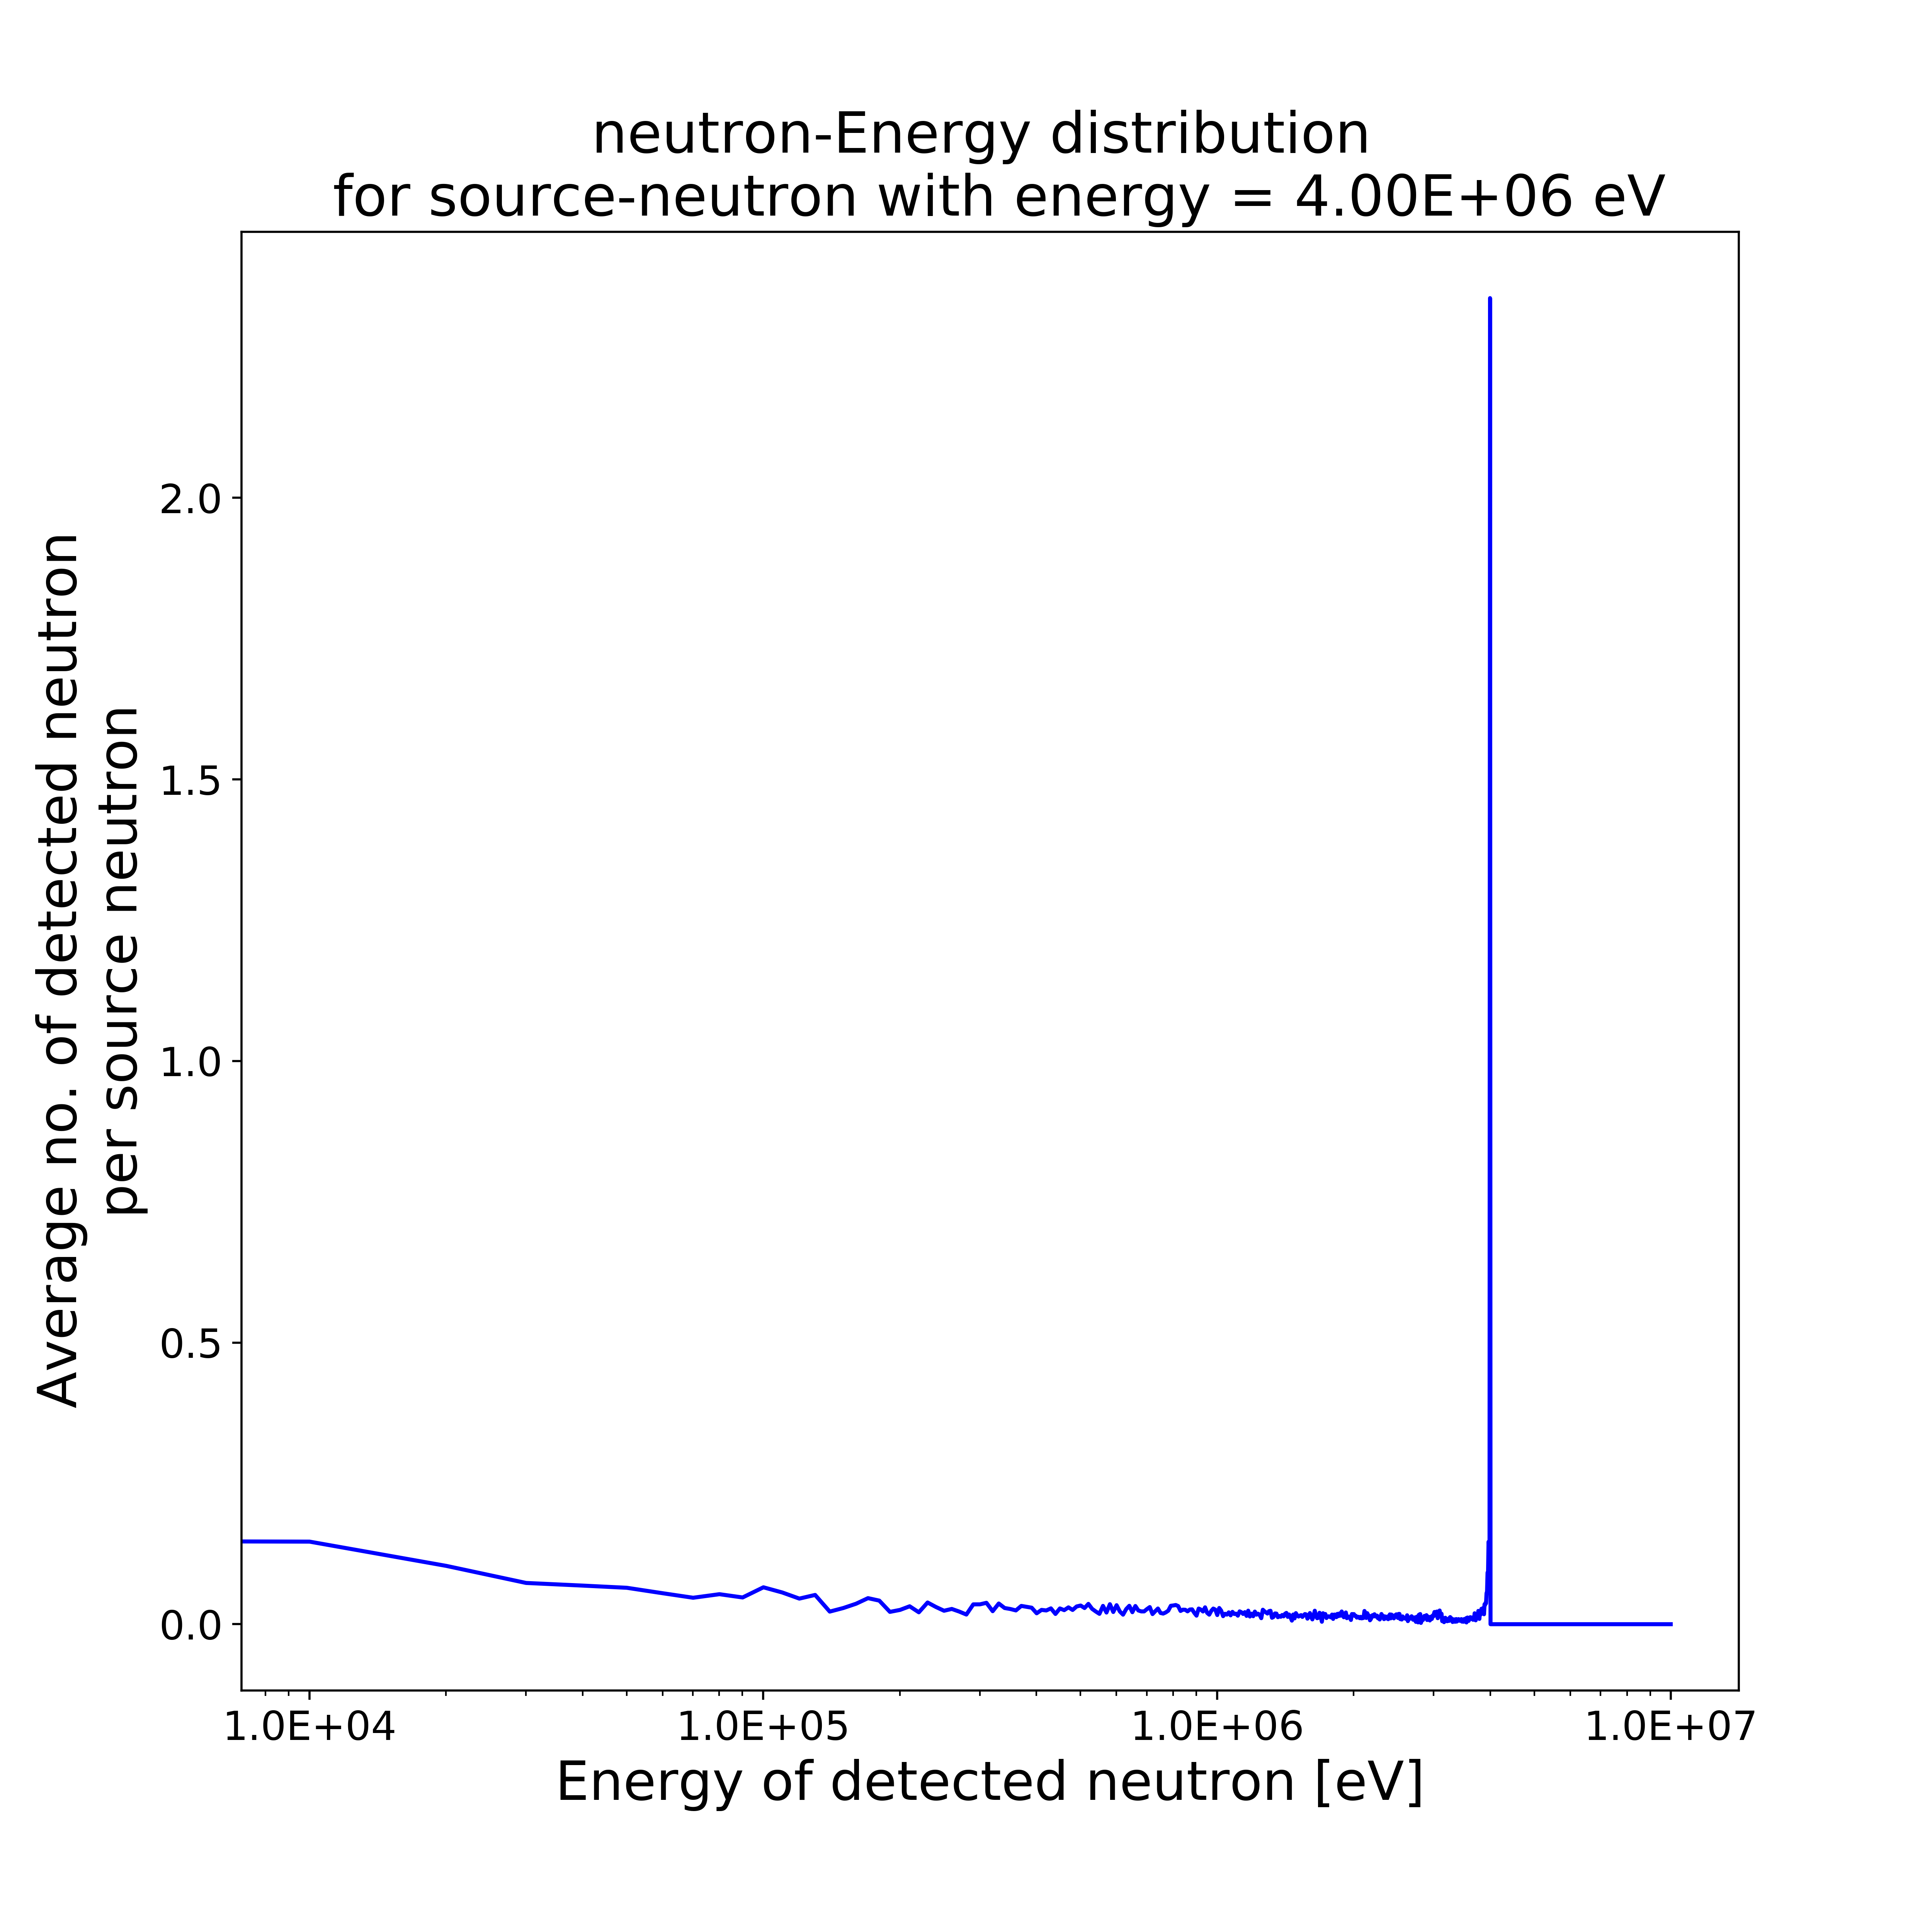 neutron-Energy distribution
for source-neutron with energy = 4.00E+06 eV
Average no. of detected neutron
per source neutron
2.0
1.5
1.0
0.5
0.0
1.0E+04
1.0E+05
1.0E+06
1.0E+07
Energy of detected neutron [eV]